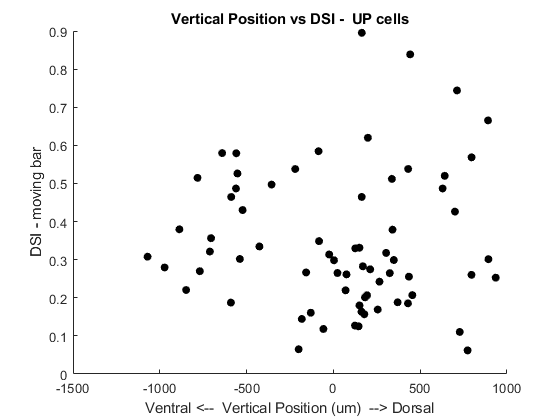 Vertical Position vs DSI -  UP cells
0.9
0.8
0.7
0.6
0.5
0.4
0.3
0.2
0.1
0
DSI - moving bar
-1500 -1000 -500 0 500 1000
Ventral <--  Vertical Position (um)  --> Dorsal